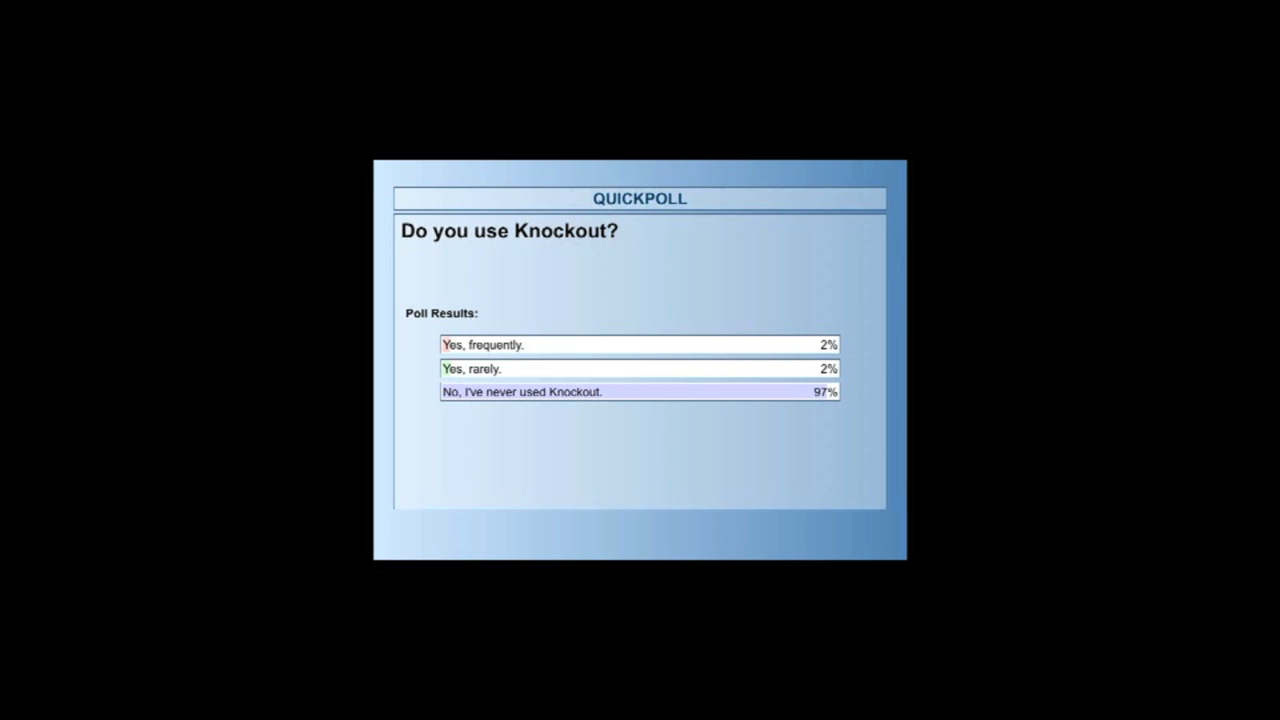 QUICKPOLL
Do you use Knockout?
Poll Results:
Yes, frequently. 2%
Yes, rarely. 2%
No, I've never used Knockout. 97%